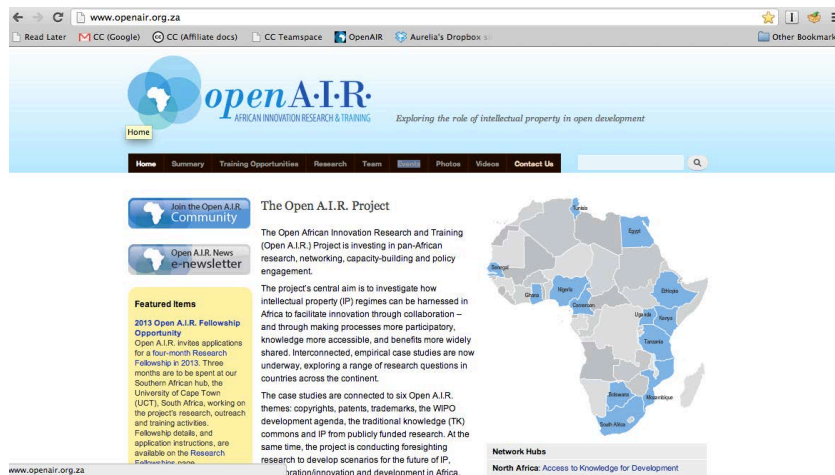 www.openair.org.za
Read Later CC (Google) CC (Affiliate docs) CC Teamspace OpenAIR Aurelia's Dropbox Other Bookmark
open A.I.R.
AFRICAN INNOVATION RESEARCH & TRAINING
Exploring the role of intellectual property in open development
Home
Home Summary Training Opportunities Research Team Events Photos Videos Contact Us
Join the Open A.I.R.
Community
Open A.I.R. News
e-newsletter
Featured Items
2013 Open A.I.R. Fellowship
Opportunity
Open A.I.R. invites applications
for a four-month Research
Fellowship in 2013. Three
months are to be spent at our
Southern African hub, the
University of Cape Town
(UCT), South Africa, working on
the project's research, outreach
and training activities.
Fellowship details, and
application instructions, are
available on the Research
Fellowships page
The Open A.I.R. Project
The Open African Innovation Research and Training
(Open A.I.R.) Project is investing in pan-African
research, networking, capacity-building and policy
engagement.
The project's central aim is to investigate how
intellectual property (IP) regimes can be harnessed in
Africa to facilitate innovation through collaboration –
and through making processes more participatory,
knowledge more accessible, and benefits more widely
shared. Interconnected, empirical case studies are now
underway, exploring a range of research questions in
countries across the continent.
The case studies are connected to six Open A.I.R.
themes: copyrights, patents, trademarks, the WIPO
development agenda, the traditional knowledge (TK)
commons and IP from publicly funded research. At the
same time, the project is conducting foresighting
research to develop scenarios for the future of IP,
oration/innovation and development in Africa.
Tunisia
Egypt
Senegal
Ghana
Nigeria
Cameroon
Ethiopia
Uganda
Kenya
Tanzania
Botswana
Mozambique
South Africa
Network Hubs
North Africa: Access to Knowledge for Development
www.openair.org.za